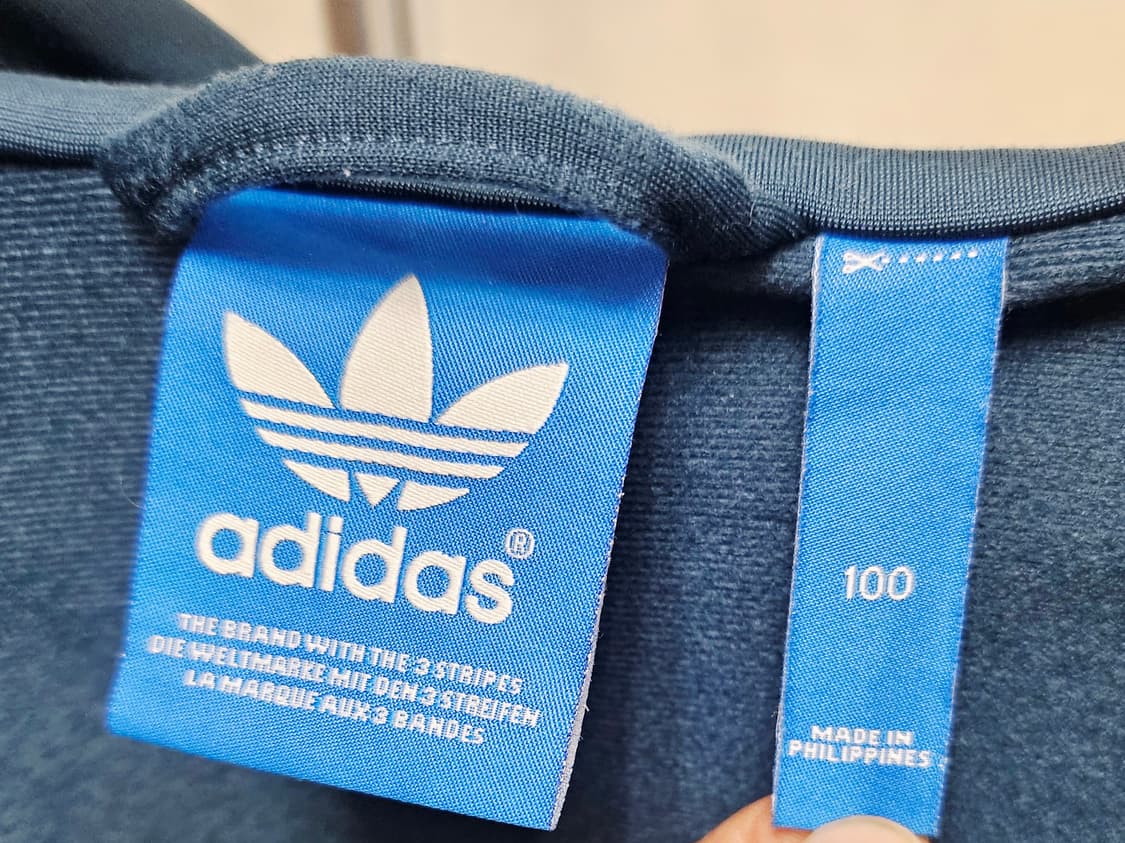 adidas®
THE BRAND WITH THE 3 STRIPES
DIE WELTMARKE MIT DEN 3 STREIFEN
LA MARQUE AUX 3 BANDES
100
MADE IN
PHILIPPINES